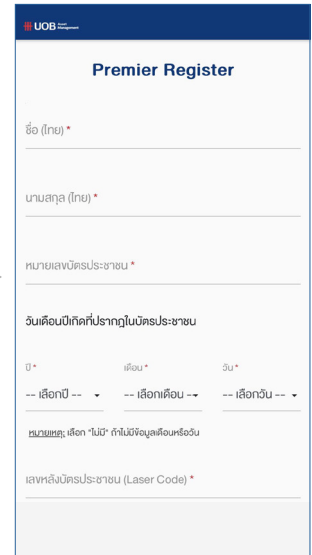 UOB Asset Management
Premier Register
ชื่อ (ไทย) *
นามสกุล (ไทย) *
หมายเลขบัตรประชาชน *
วันเดือนปีเกิดที่ปรากฏในบัตรประชาชน
ปี * เดือน * วัน *
-- เลือกปี -- -- เลือกเดือน -- -- เลือกวัน --
หมายเหตุ: เลือก "ไม่มี" ถ้าไม่มีข้อมูลเดือนหรือวัน
เลขหลังบัตรประชาชน (Laser Code) *